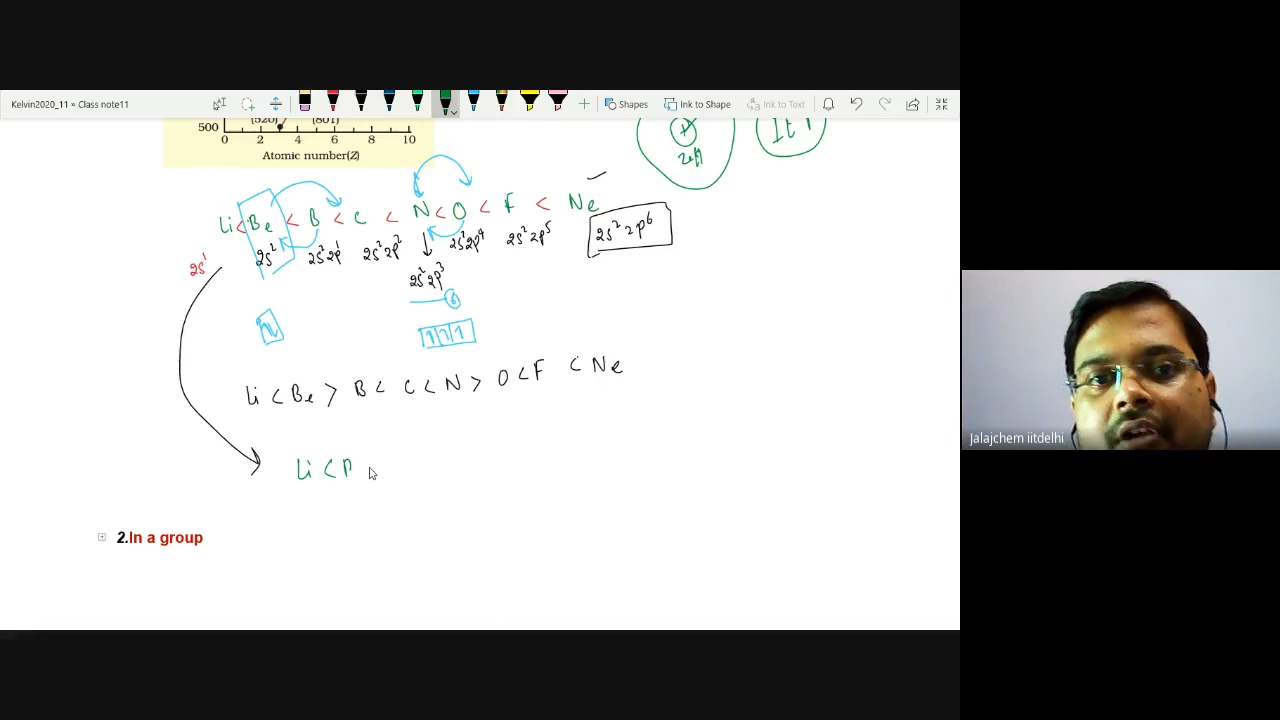 Kelvin2020_11 » Class note11
Shapes
Ink to Shape
Ink to Text
500
(520) (801)
0 2 4 6 8 10
Atomic number(Z)
Zeff
I.E ↑
Li < Be < B < C < N < O < F < Ne
2s¹ 2s² 2s²2p¹ 2s²2p² 2s²2p³ 2s²2p⁴ 2s²2p⁵ 2s²2p⁶
Li < Be > B < C < N > O < F < Ne
Li <
2.In a group
Jalajchem iitdelhi